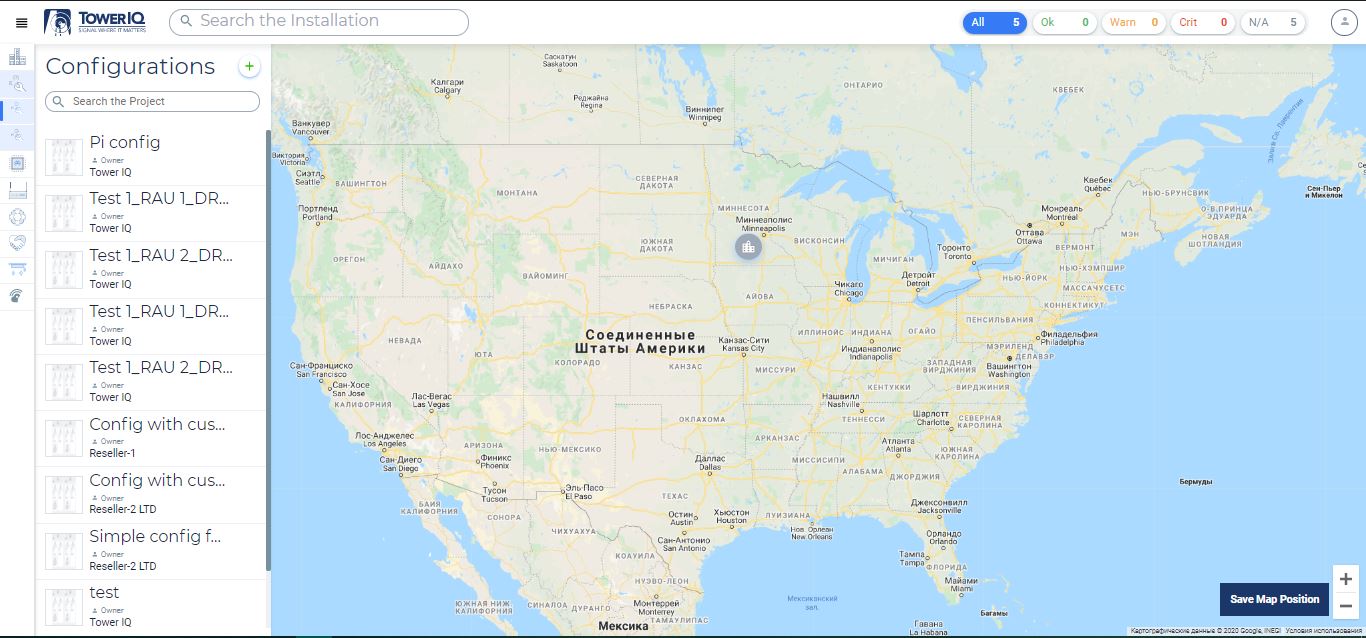 TOWERIQ
SIGNAL WHERE IT MATTERS
Search the Installation
All 5
Ok 0
Warn 0
Crit 0
N/A 5
Configurations
+
Search the Project
Pi config
Owner
Tower IQ
Test 1_RAU 1_DR...
Owner
Tower IQ
Test 1_RAU 2_DR...
Owner
Tower IQ
Test 1_RAU 1_DR...
Owner
Tower IQ
Test 1_RAU 2_DR...
Owner
Tower IQ
Config with cus...
Owner
Reseller-1
Config with cus...
Owner
Reseller-2 LTD
Simple config f...
Owner
Reseller-2 LTD
test
Owner
Tower IQ
Саскатун
Saskatoon
Калгари
Calgary
Реджайна
Regina
Виннипег
Winnipeg
ОНТАРИО
КВЕБЕК
Залив Св. Лаврентия
Ванкувер
Vancouver
Виктория
Victoria
Сиэтл
Seattle
ВАШИНГТОН
МОНТАНА
СЕВЕРНАЯ
ДАКОТА
МИННЕСОТА
Миннеаполис
Minneapolis
Квебек
Québec
НЬЮ-БРУНСВИК
Сен-Пьер
и Микелон
О-В ПРИНЦА
ЭДУАРДА
Портленд
Portland
Монреаль
Montreal
Оттава
Ottawa
МЭН
НОВАЯ
ШОТЛАНДИЯ
ЮЖНАЯ
ДАКОТА
ВИСКОНСИН
Торонто
Toronto
ВЕРМОНТ
ОРЕГОН
АЙДАХО
ВАЙОМИНГ
МИЧИГАН
НЬЮ-ХЭМПШИР
НЬЮ-ЙОРК
МАССАЧУСЕТС
Детройт
Detroit
Чикаго
Chicago
АЙОВА
НЕБРАСКА
КОННЕКТИКУТ
ПЕНСИЛЬВАНИЯ
Соединенные
Штаты Америки
НЕВАДА
ЮТА
КОЛОРАДО
Канзас-Сити
Kansas City
КАНЗАС
ИЛЛИНОЙС
ИНДИАНА
ОГАЙО
Индианаполис
Indianapolis
Филадельфия
Philadelphia
МЭРИЛЕНД
ДЕЛАВЭР
Вашингтон
Washington
ЗАПАДНАЯ
ВИРДЖИНИЯ
МИССУРИ
КЕНТУККИ
ВИРДЖИНИЯ
Сан-Франциско
San Francisco
Сан-Хосе
San Jose
КАЛИФОРНИЯ
Лас-Вегас
Las Vegas
Нашвилл
Nashville
ТЕННЕССИ
Шарлотт
Charlotte
СЕВЕРНАЯ
КАРОЛИНА
ОКЛАХОМА
АРКАНЗАС
Лос-Анджелес
Los Angeles
АРИЗОНА
НЬЮ-МЕКСИКО
Атланта
Atlanta
ЮЖНАЯ
КАРОЛИНА
Сан-Диего
San Diego
Финикс
Phoenix
Даллас
Dallas
МИССИСИПИ
АЛАБАМА
ДЖОРДЖИЯ
Бермуды
Тусон
Tucson
Эль-Пасо
El Paso
ТЕХАС
БАЙЯ
КАЛИФОРНИЯ
СОНОРА
ЧИХУАХУА
Остин
Austin
Хьюстон
Houston
ЛУИЗИАНА
Нов. Орлеан
New Orleans
Джексонвилл
Jacksonville
Сан-Антонио
San Antonio
Орландо
Orlando
КОАУИЛА
Тампа
Tampa
ФЛОРИДА
НУЭВО-ЛЕОН
Майами
Miami
ЮЖНАЯ НИЖ.
КАЛИФОРНИЯ
СИНАЛОА
ДУРАНГО
Монтеррей
Monterrey
Мексиканский
зал.
Багамы
ТАМАУЛИПАС
Мексика
Гавана
La Habana
Save Map Position
+
−
Картографические данные © 2020 Google, INEGI
Условия использования